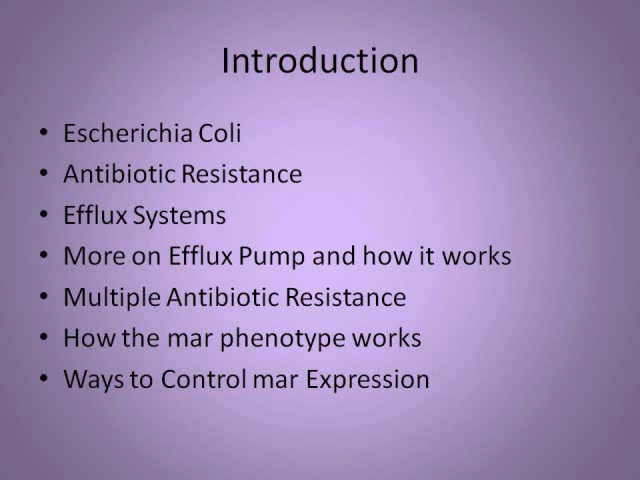 Introduction
• Escherichia Coli
• Antibiotic Resistance
• Efflux Systems
• More on Efflux Pump and how it works
• Multiple Antibiotic Resistance
• How the mar phenotype works
• Ways to Control mar Expression